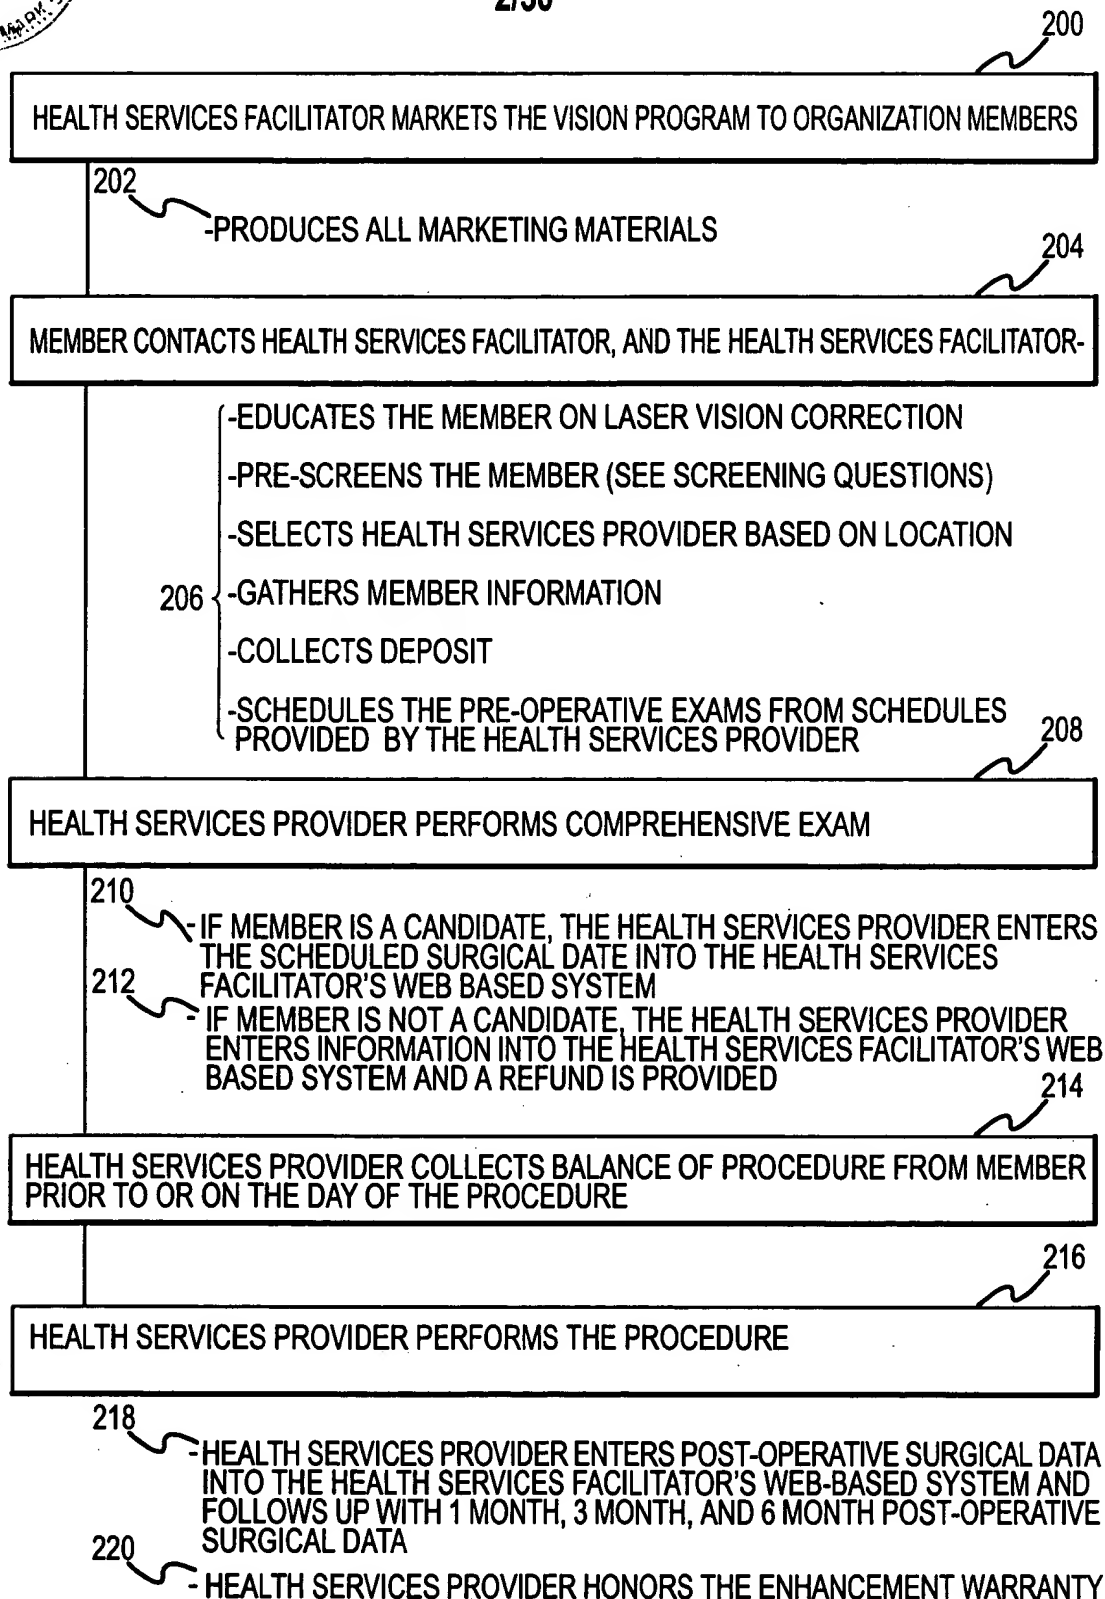 200
HEALTH SERVICES FACILITATOR MARKETS THE VISION PROGRAM TO ORGANIZATION MEMBERS
202
-PRODUCES ALL MARKETING MATERIALS
204
MEMBER CONTACTS HEALTH SERVICES FACILITATOR, AND THE HEALTH SERVICES FACILITATOR-
-EDUCATES THE MEMBER ON LASER VISION CORRECTION
-PRE-SCREENS THE MEMBER (SEE SCREENING QUESTIONS)
-SELECTS HEALTH SERVICES PROVIDER BASED ON LOCATION
206
-GATHERS MEMBER INFORMATION
-COLLECTS DEPOSIT
-SCHEDULES THE PRE-OPERATIVE EXAMS FROM SCHEDULES
PROVIDED BY THE HEALTH SERVICES PROVIDER
208
HEALTH SERVICES PROVIDER PERFORMS COMPREHENSIVE EXAM
210
- IF MEMBER IS A CANDIDATE, THE HEALTH SERVICES PROVIDER ENTERS
THE SCHEDULED SURGICAL DATE INTO THE HEALTH SERVICES
FACILITATOR'S WEB BASED SYSTEM
212
- IF MEMBER IS NOT A CANDIDATE, THE HEALTH SERVICES PROVIDER
ENTERS INFORMATION INTO THE HEALTH SERVICES FACILITATOR'S WEB
BASED SYSTEM AND A REFUND IS PROVIDED
214
HEALTH SERVICES PROVIDER COLLECTS BALANCE OF PROCEDURE FROM MEMBER
PRIOR TO OR ON THE DAY OF THE PROCEDURE
216
HEALTH SERVICES PROVIDER PERFORMS THE PROCEDURE
218
- HEALTH SERVICES PROVIDER ENTERS POST-OPERATIVE SURGICAL DATA
INTO THE HEALTH SERVICES FACILITATOR'S WEB-BASED SYSTEM AND
FOLLOWS UP WITH 1 MONTH, 3 MONTH, AND 6 MONTH POST-OPERATIVE
SURGICAL DATA
220
- HEALTH SERVICES PROVIDER HONORS THE ENHANCEMENT WARRANTY